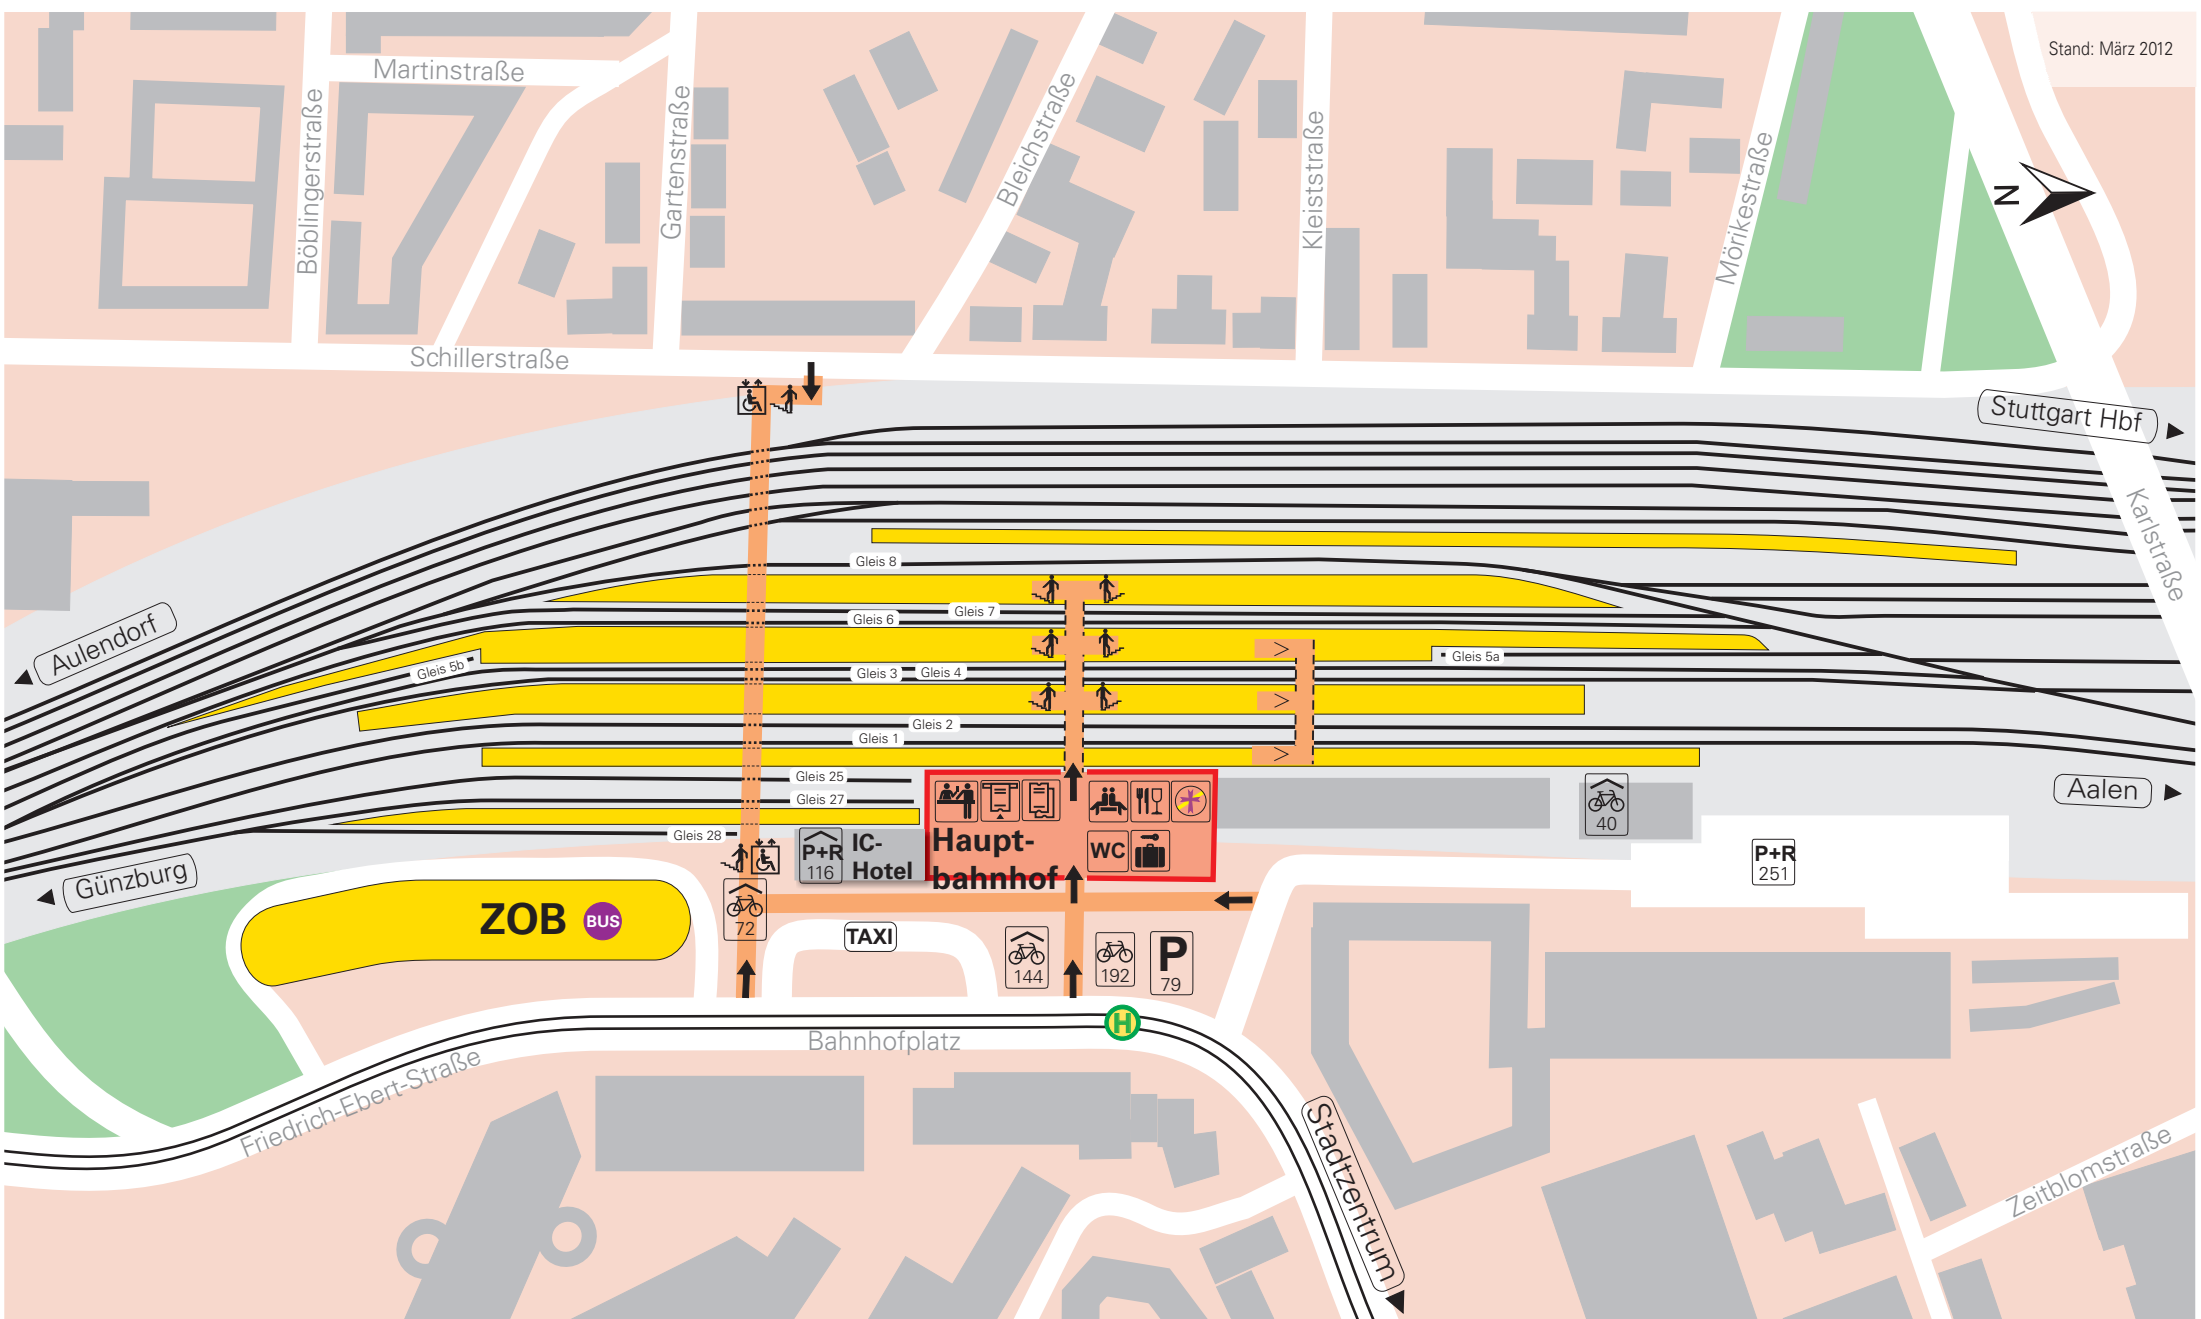 Stand: März 2012
Martinstraße
Böblingerstraße
Gartenstraße
Bleichstraße
Kleiststraße
Mörikestraße
N
Schillerstraße
Stuttgart Hbf
Karlstraße
Gleis 8
Gleis 7
Gleis 6
Aulendorf
Gleis 5b
Gleis 5a
Gleis 3
Gleis 4
Gleis 2
Gleis 1
Gleis 25
Gleis 27
Gleis 28
Aalen
40
P+R
116
IC-
Hotel
Haupt-
bahnhof
WC
P+R
251
Günzburg
ZOB
BUS
72
TAXI
144
192
P
79
H
Bahnhofplatz
Friedrich-Ebert-Straße
Stadtzentrum
Zeitblomstraße